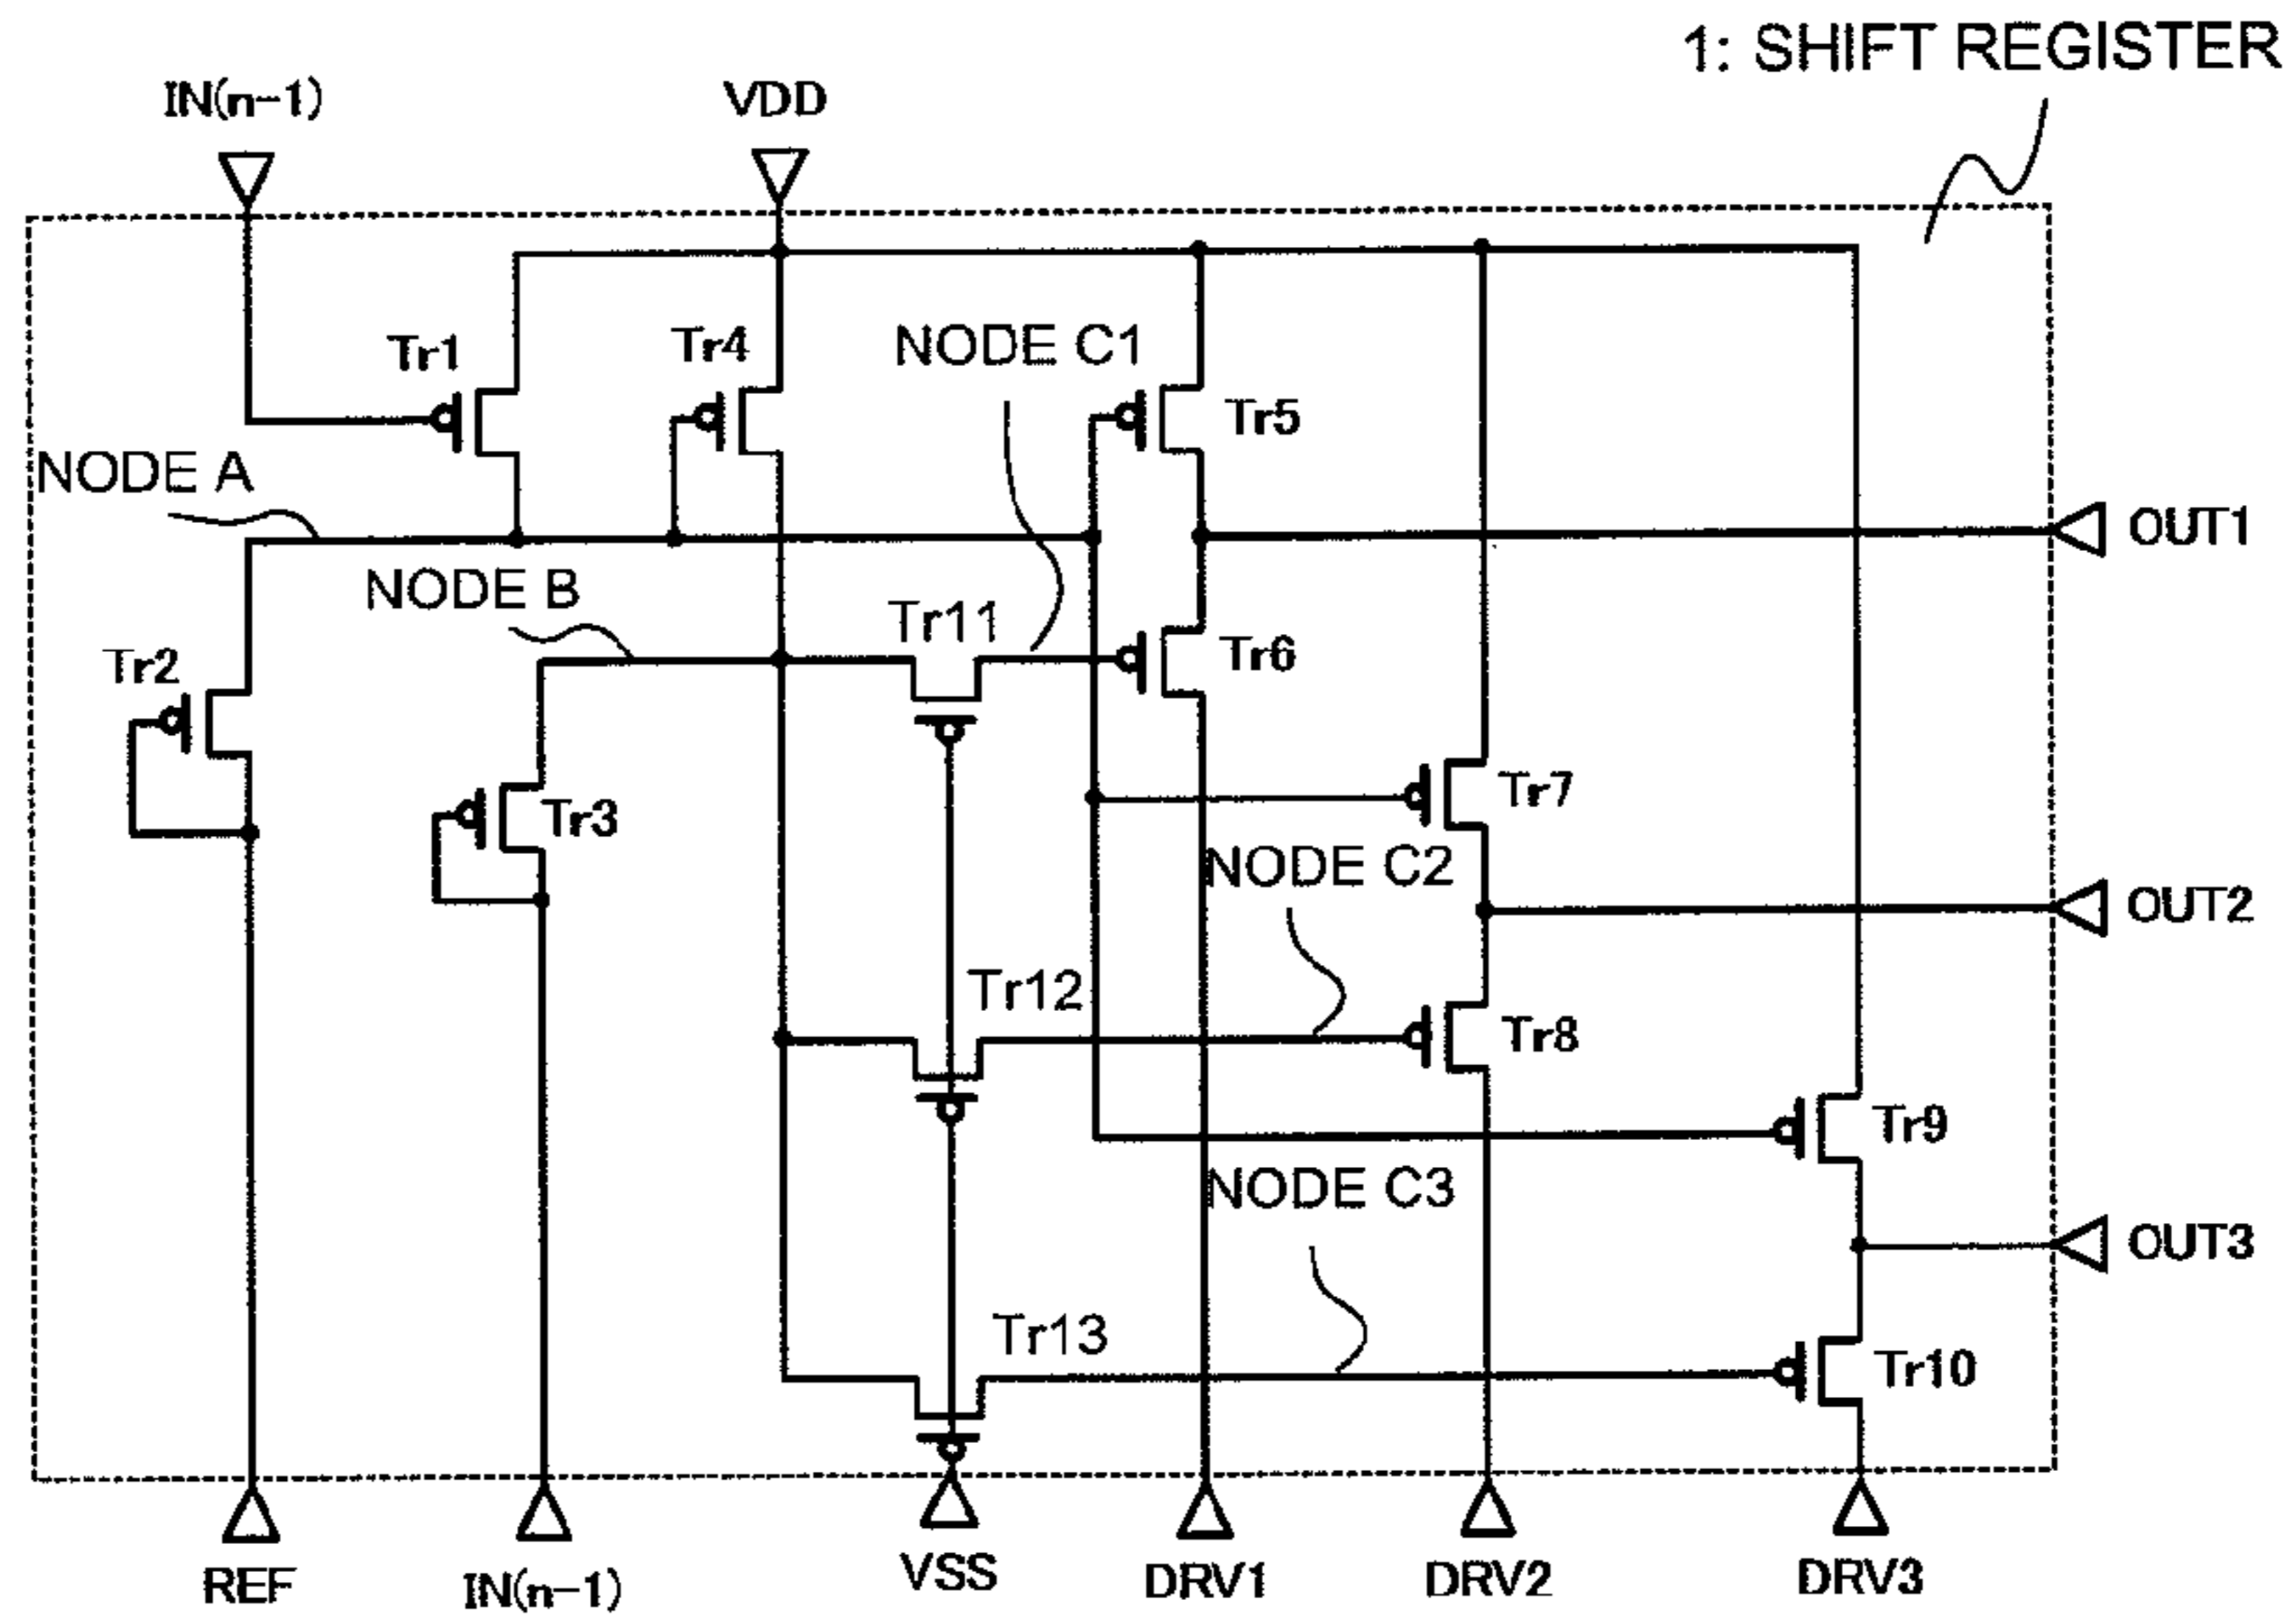 1: SHIFT REGISTER
IN(n-1)
VDD
Tr1
Tr4
NODE C1
Tr5
NODE A
OUT1
NODE B
Tr11
Tr6
Tr2
Tr3
Tr7
NODE C2
OUT2
Tr12
Tr8
Tr9
NODE C3
OUT3
Tr13
Tr10
REF
IN(n-1)
VSS
DRV1
DRV2
DRV3